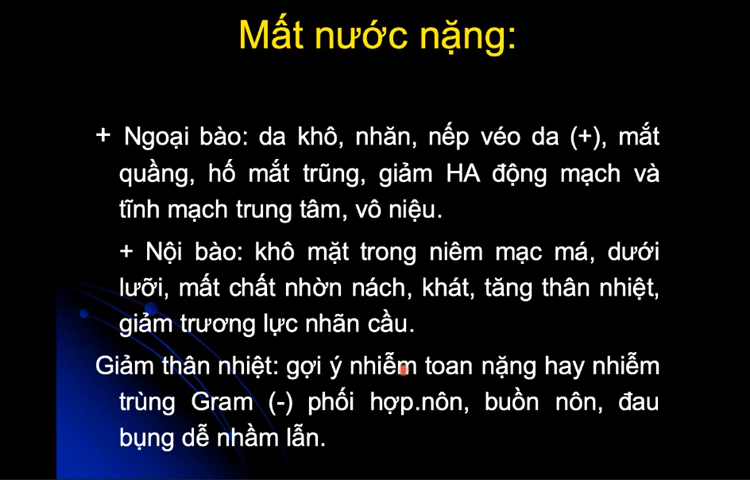 Mất nước nặng:
+ Ngoại bào: da khô, nhăn, nếp véo da (+), mắt
quầng, hố mắt trũng, giảm HA động mạch và
tĩnh mạch trung tâm, vô niệu.
+ Nội bào: khô mặt trong niêm mạc má, dưới
lưỡi, mất chất nhờn nách, khát, tăng thân nhiệt,
giảm trương lực nhãn cầu.
Giảm thân nhiệt: gợi ý nhiễm toan nặng hay nhiễm
trùng Gram (-) phối hợp.nôn, buồn nôn, đau
bụng dễ nhầm lẫn.